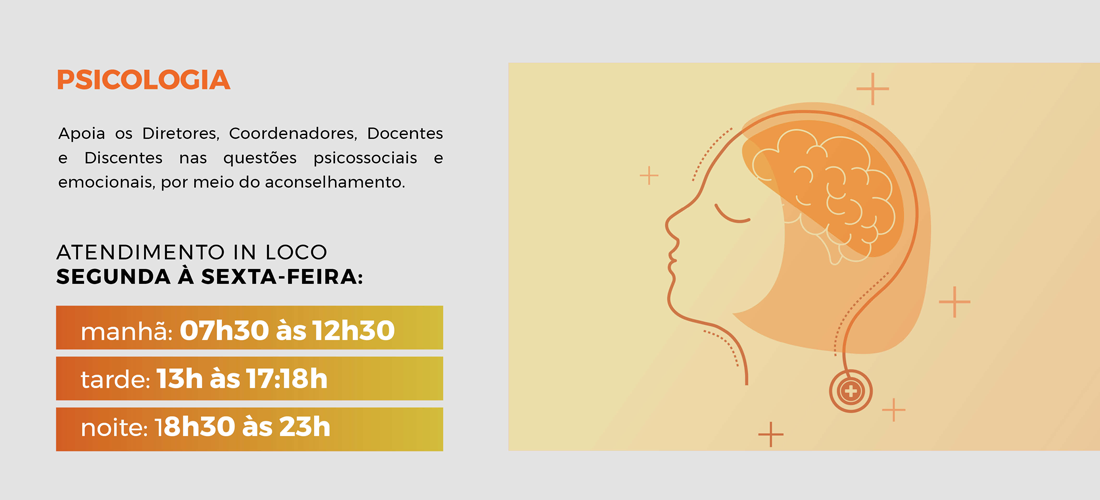 PSICOLOGIA
Apoia os Diretores, Coordenadores, Docentes
e Discentes nas questões psicossociais e
emocionais, por meio do aconselhamento.
ATENDIMENTO IN LOCO
SEGUNDA À SEXTA-FEIRA:
manhã: 07h30 às 12h30
tarde: 13h às 17:18h
noite: 18h30 às 23h